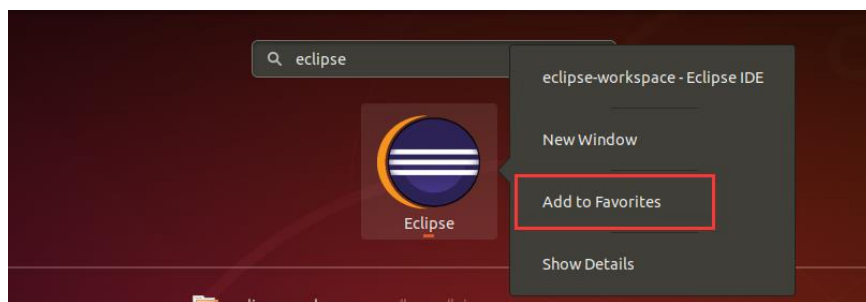 eclipse
eclipse-workspace - Eclipse IDE
New Window
Add to Favorites
Eclipse
Show Details